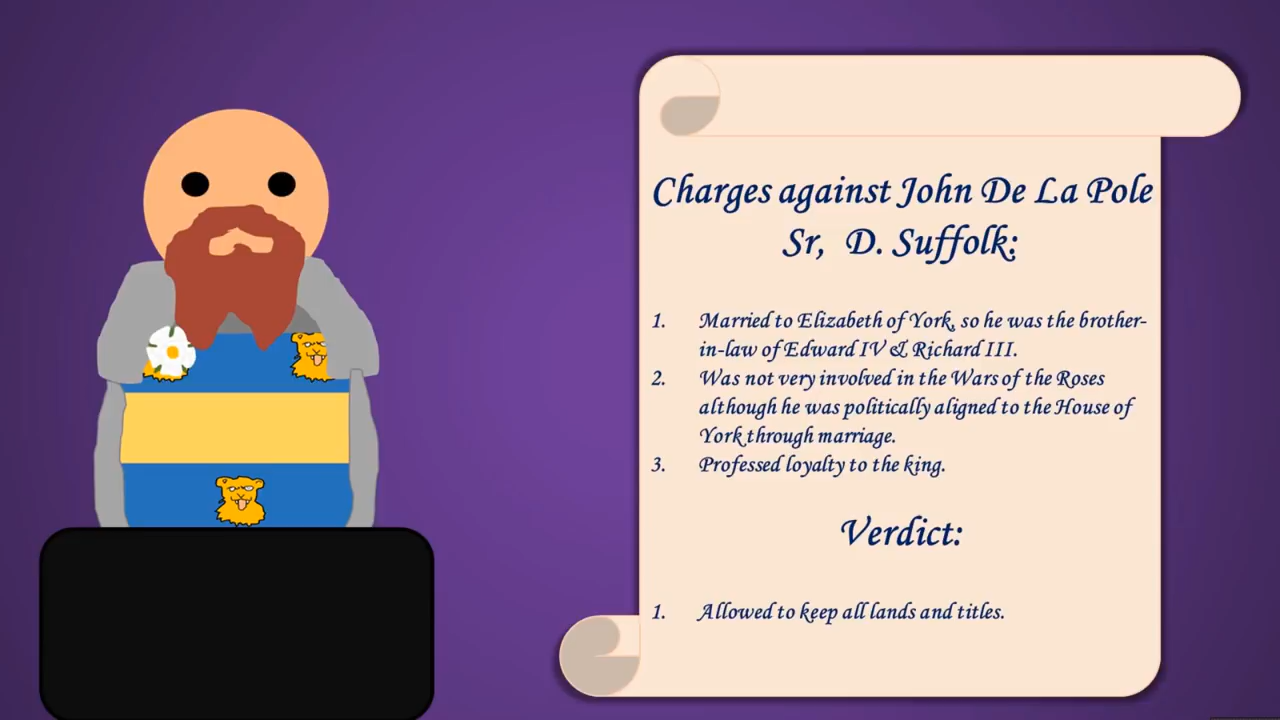 Charges against John De La Pole
Sr, D. Suffolk:
1. Married to Elizabeth of York, so he was the brother-
in-law of Edward IV & Richard III.
2. Was not very involved in the Wars of the Roses
although he was politically aligned to the House of
York through marriage.
3. Professed loyalty to the king.
Verdict:
1. Allowed to keep all lands and titles.